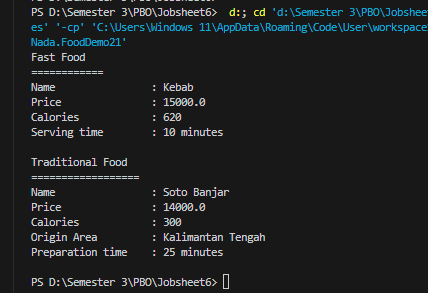 PS D:\Semester 3\PBO\Jobsheet6> d:; cd 'd:\Semester 3\PBO\Jobshee
es' '-cp' 'C:\Users\Windows 11\AppData\Roaming\Code\User\workspace
Nada.FoodDemo21'
Fast Food
============
Name : Kebab
Price : 15000.0
Calories : 620
Serving time : 10 minutes
Traditional Food
==================
Name : Soto Banjar
Price : 14000.0
Calories : 300
Origin Area : Kalimantan Tengah
Preparation time : 25 minutes
PS D:\Semester 3\PBO\Jobsheet6>